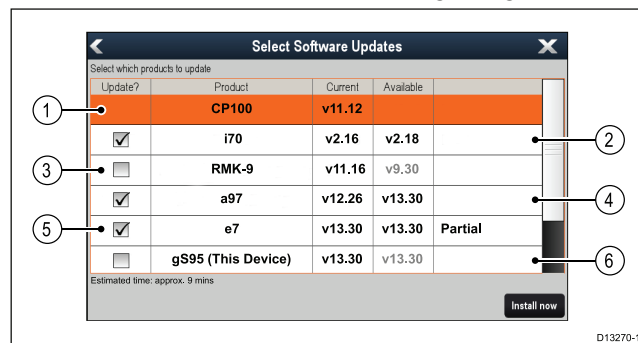 Select Software Updates
Select which products to update
Update? Product Current Available
1 CP100 v11.12
i70 v2.16 v2.18 2
3 RMK-9 v11.16 v9.30
a97 v12.26 v13.30 4
5 e7 v13.30 v13.30 Partial
gS95 (This Device) v13.30 v13.30 6
Estimated time: approx. 9 mins
Install now
D13270-1